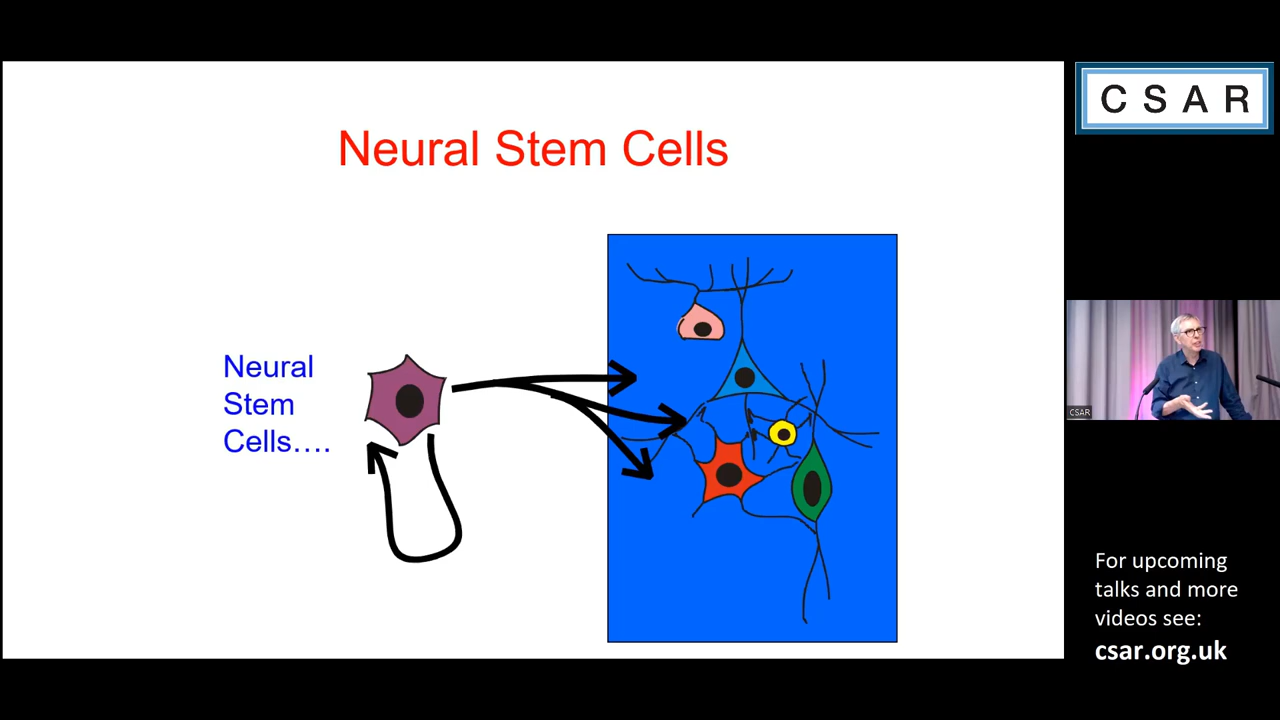 Neural Stem Cells
Neural
Stem
Cells….
C S A R
CSAR
For upcoming
talks and more
videos see:
csar.org.uk